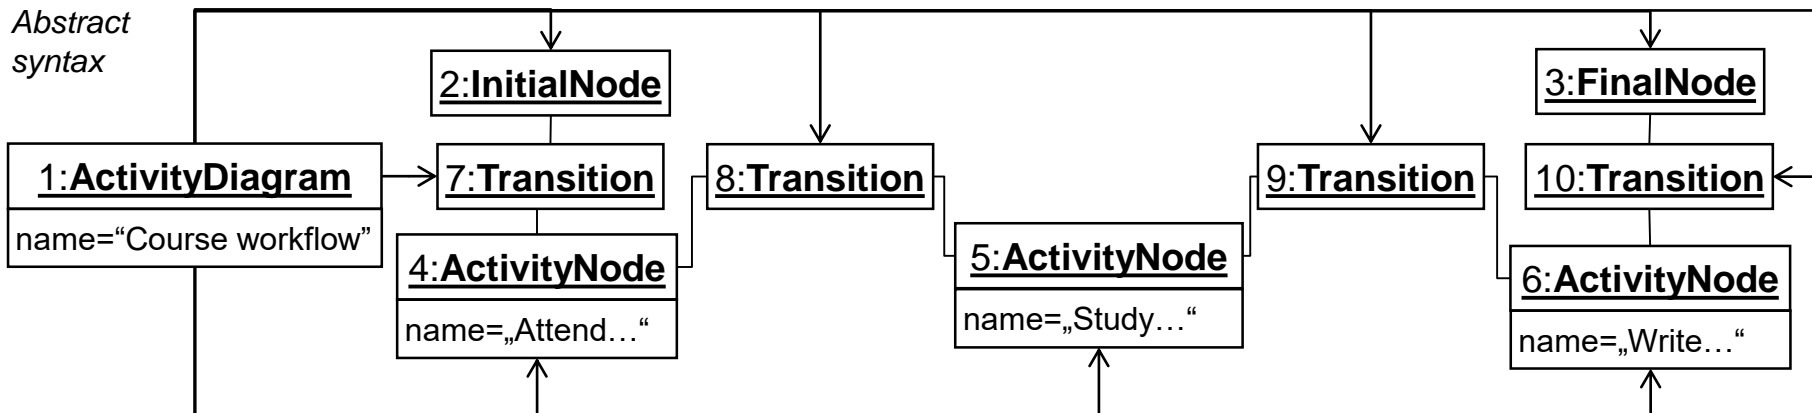 Abstract
syntax
2:InitialNode
3:FinalNode
1:ActivityDiagram
name=“Course workflow”
7:Transition
8:Transition
9:Transition
10:Transition
4:ActivityNode
name=„Attend…“
5:ActivityNode
name=„Study…“
6:ActivityNode
name=„Write…“